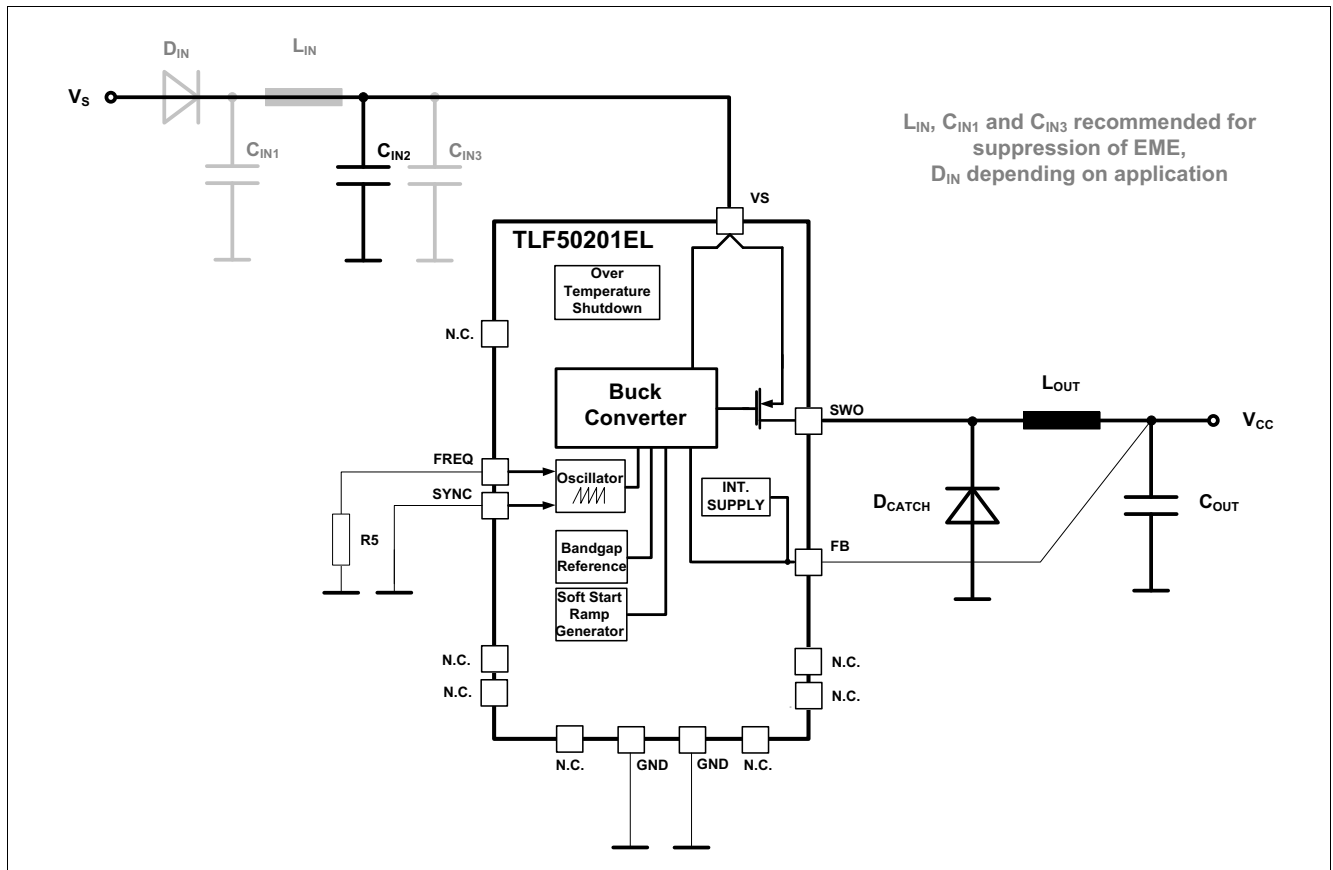 D_IN
L_IN
V_S
C_IN1
C_IN2
C_IN3
L_IN, C_IN1 and C_IN3 recommended for
suppression of EME,
D_IN depending on application
VS
TLF50201EL
Over
Temperature
Shutdown
N.C.
Buck
Converter
SWO
L_OUT
V_CC
FREQ
Oscillator
SYNC
INT.
SUPPLY
D_CATCH
C_OUT
R5
FB
Bandgap
Reference
Soft Start
Ramp
Generator
N.C.
N.C.
N.C.
N.C.
N.C.
GND
GND
N.C.